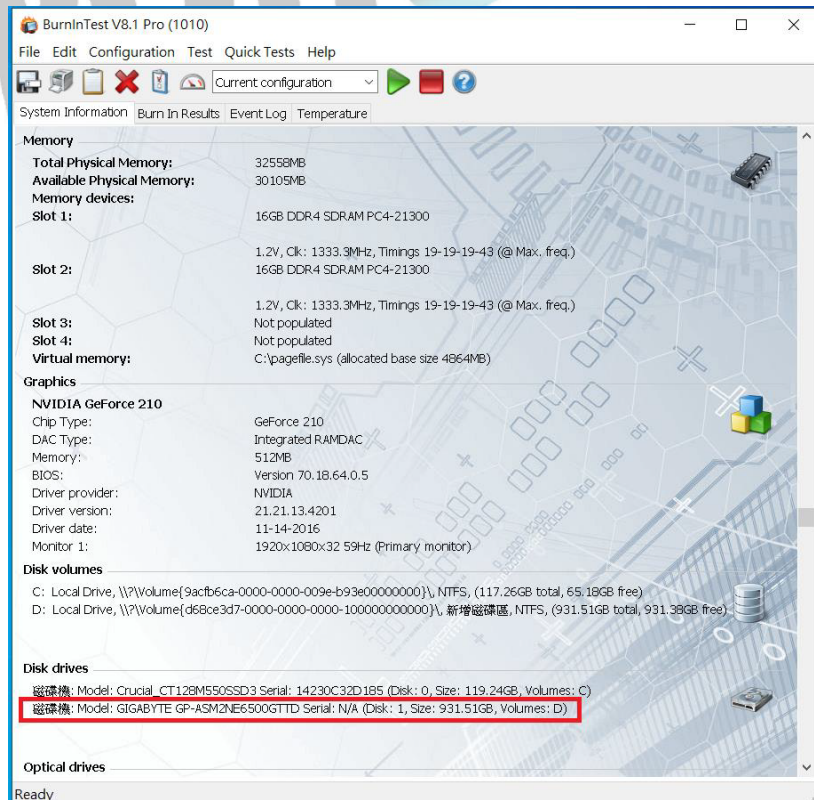 BurnInTest V8.1 Pro (1010)
File Edit Configuration Test Quick Tests Help
Current configuration
System Information Burn In Results Event Log Temperature
Memory
Total Physical Memory: 32558MB
Available Physical Memory: 30105MB
Memory devices:
Slot 1: 16GB DDR4 SDRAM PC4-21300
1.2V, Clk: 1333.3MHz, Timings 19-19-19-43 (@ Max. freq.)
Slot 2: 16GB DDR4 SDRAM PC4-21300
1.2V, Clk: 1333.3MHz, Timings 19-19-19-43 (@ Max. freq.)
Slot 3: Not populated
Slot 4: Not populated
Virtual memory: C:\pagefile.sys (allocated base size 4864MB)
Graphics
NVIDIA GeForce 210
Chip Type: GeForce 210
DAC Type: Integrated RAMDAC
Memory: 512MB
BIOS: Version 70.18.64.0.5
Driver provider: NVIDIA
Driver version: 21.21.13.4201
Driver date: 11-14-2016
Monitor 1: 1920x1080x32 59Hz (Primary monitor)
Disk volumes
C: Local Drive, \\?\Volume{9acfb6ca-0000-0000-009e-b93e00000000}\, NTFS, (117.26GB total, 65.18GB free)
D: Local Drive, \\?\Volume{d68ce3d7-0000-0000-0000-100000000000}\, 新增磁碟區, NTFS, (931.51GB total, 931.38GB free)
Disk drives
磁碟機: Model: Crucial_CT128M550SSD3 Serial: 14230C32D185 (Disk: 0, Size: 119.24GB, Volumes: C)
磁碟機: Model: GIGABYTE GP-ASM2NE6500GTTD Serial: N/A (Disk: 1, Size: 931.51GB, Volumes: D)
Optical drives
Ready